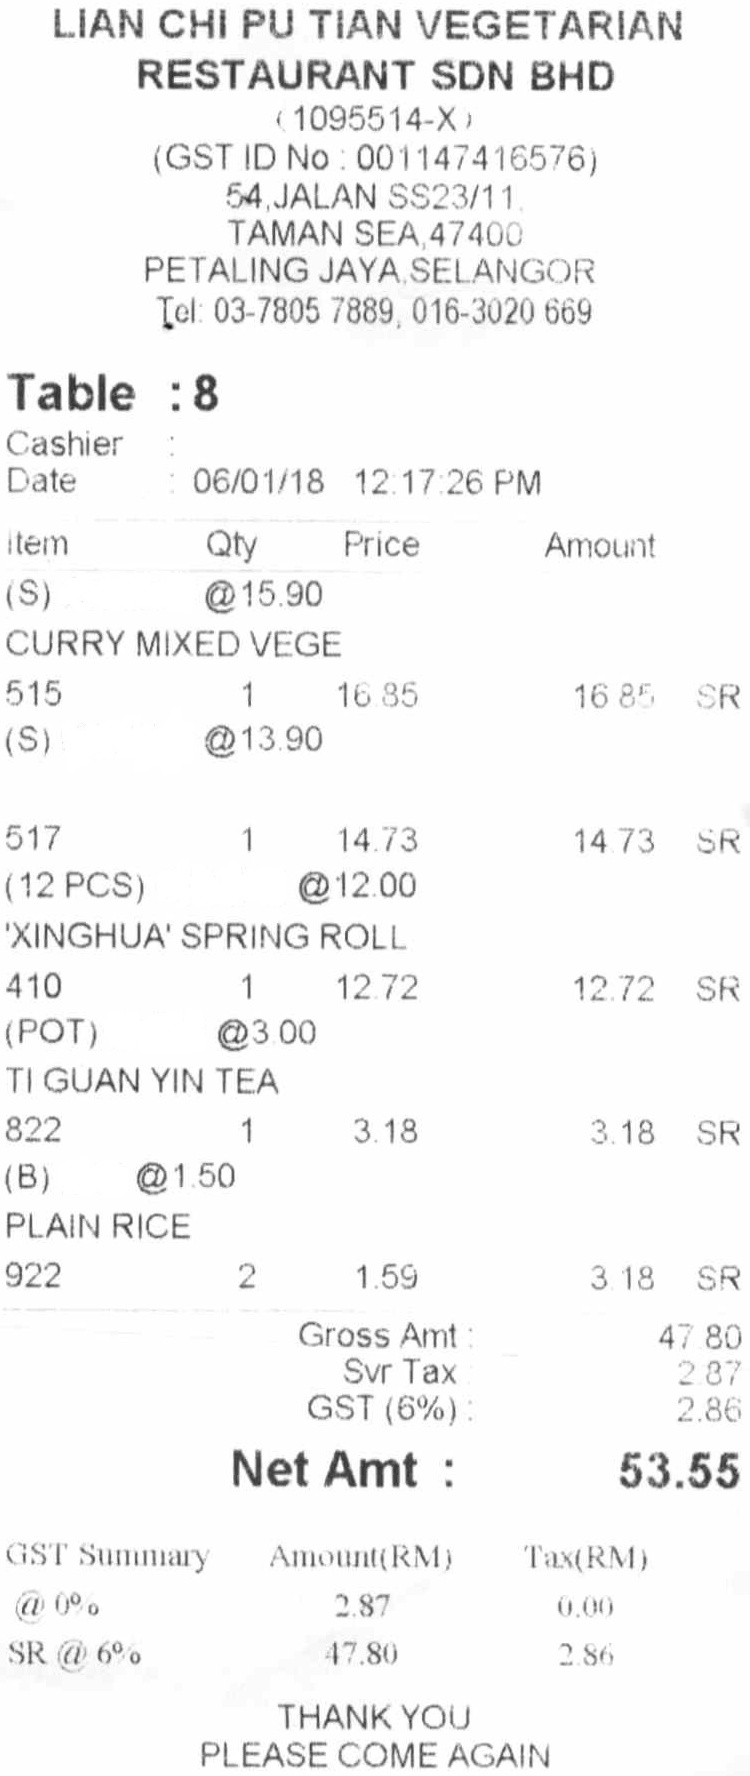 LIAN CHI PU TIAN VEGETARIAN
RESTAURANT SDN BHD
(1095514-X)
(GST ID No : 001147416576)
54,JALAN SS23/11,
TAMAN SEA,47400
PETALING JAYA,SELANGOR
Tel: 03-7805 7889, 016-3020 669
Table : 8
Cashier :
Date : 06/01/18 12:17:26 PM
Item Qty Price Amount
(S) @15.90
CURRY MIXED VEGE
515 1 16.85 16.85 SR
(S) @13.90
517 1 14.73 14.73 SR
(12 PCS) @12.00
'XINGHUA' SPRING ROLL
410 1 12.72 12.72 SR
(POT) @3.00
TI GUAN YIN TEA
822 1 3.18 3.18 SR
(B) @1.50
PLAIN RICE
922 2 1.59 3.18 SR
Gross Amt : 47.80
Svr Tax : 2.87
GST (6%) : 2.86
Net Amt : 53.55
GST Summary Amount(RM) Tax(RM)
@ 0% 2.87 0.00
SR @ 6% 47.80 2.86
THANK YOU
PLEASE COME AGAIN